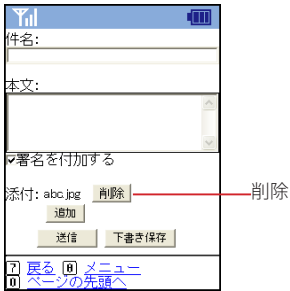 件名:
本文:
署名を付加する
添付: abc.jpg 削除 削除
追加
送信 下書き保存
7 戻る 8 メニュー
0 ページの先頭へ